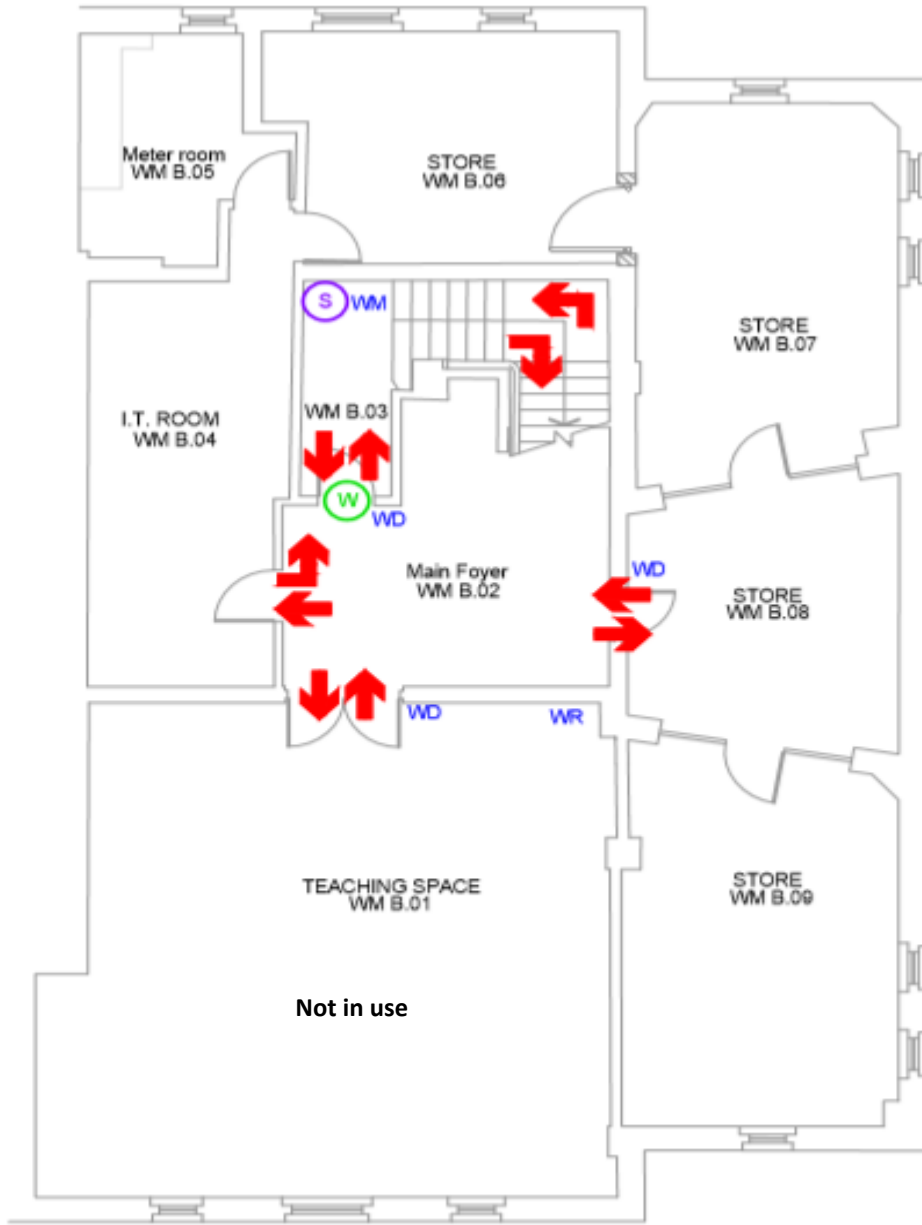 Meter room
WM B.05
STORE
WM B.06
S
WM
STORE
WM B.07
I.T. ROOM
WM B.04
WM B.03
W
WD
Main Foyer
WM B.02
WD
STORE
WM B.08
WD
WR
TEACHING SPACE
WM B.01
STORE
WM B.09
Not in use